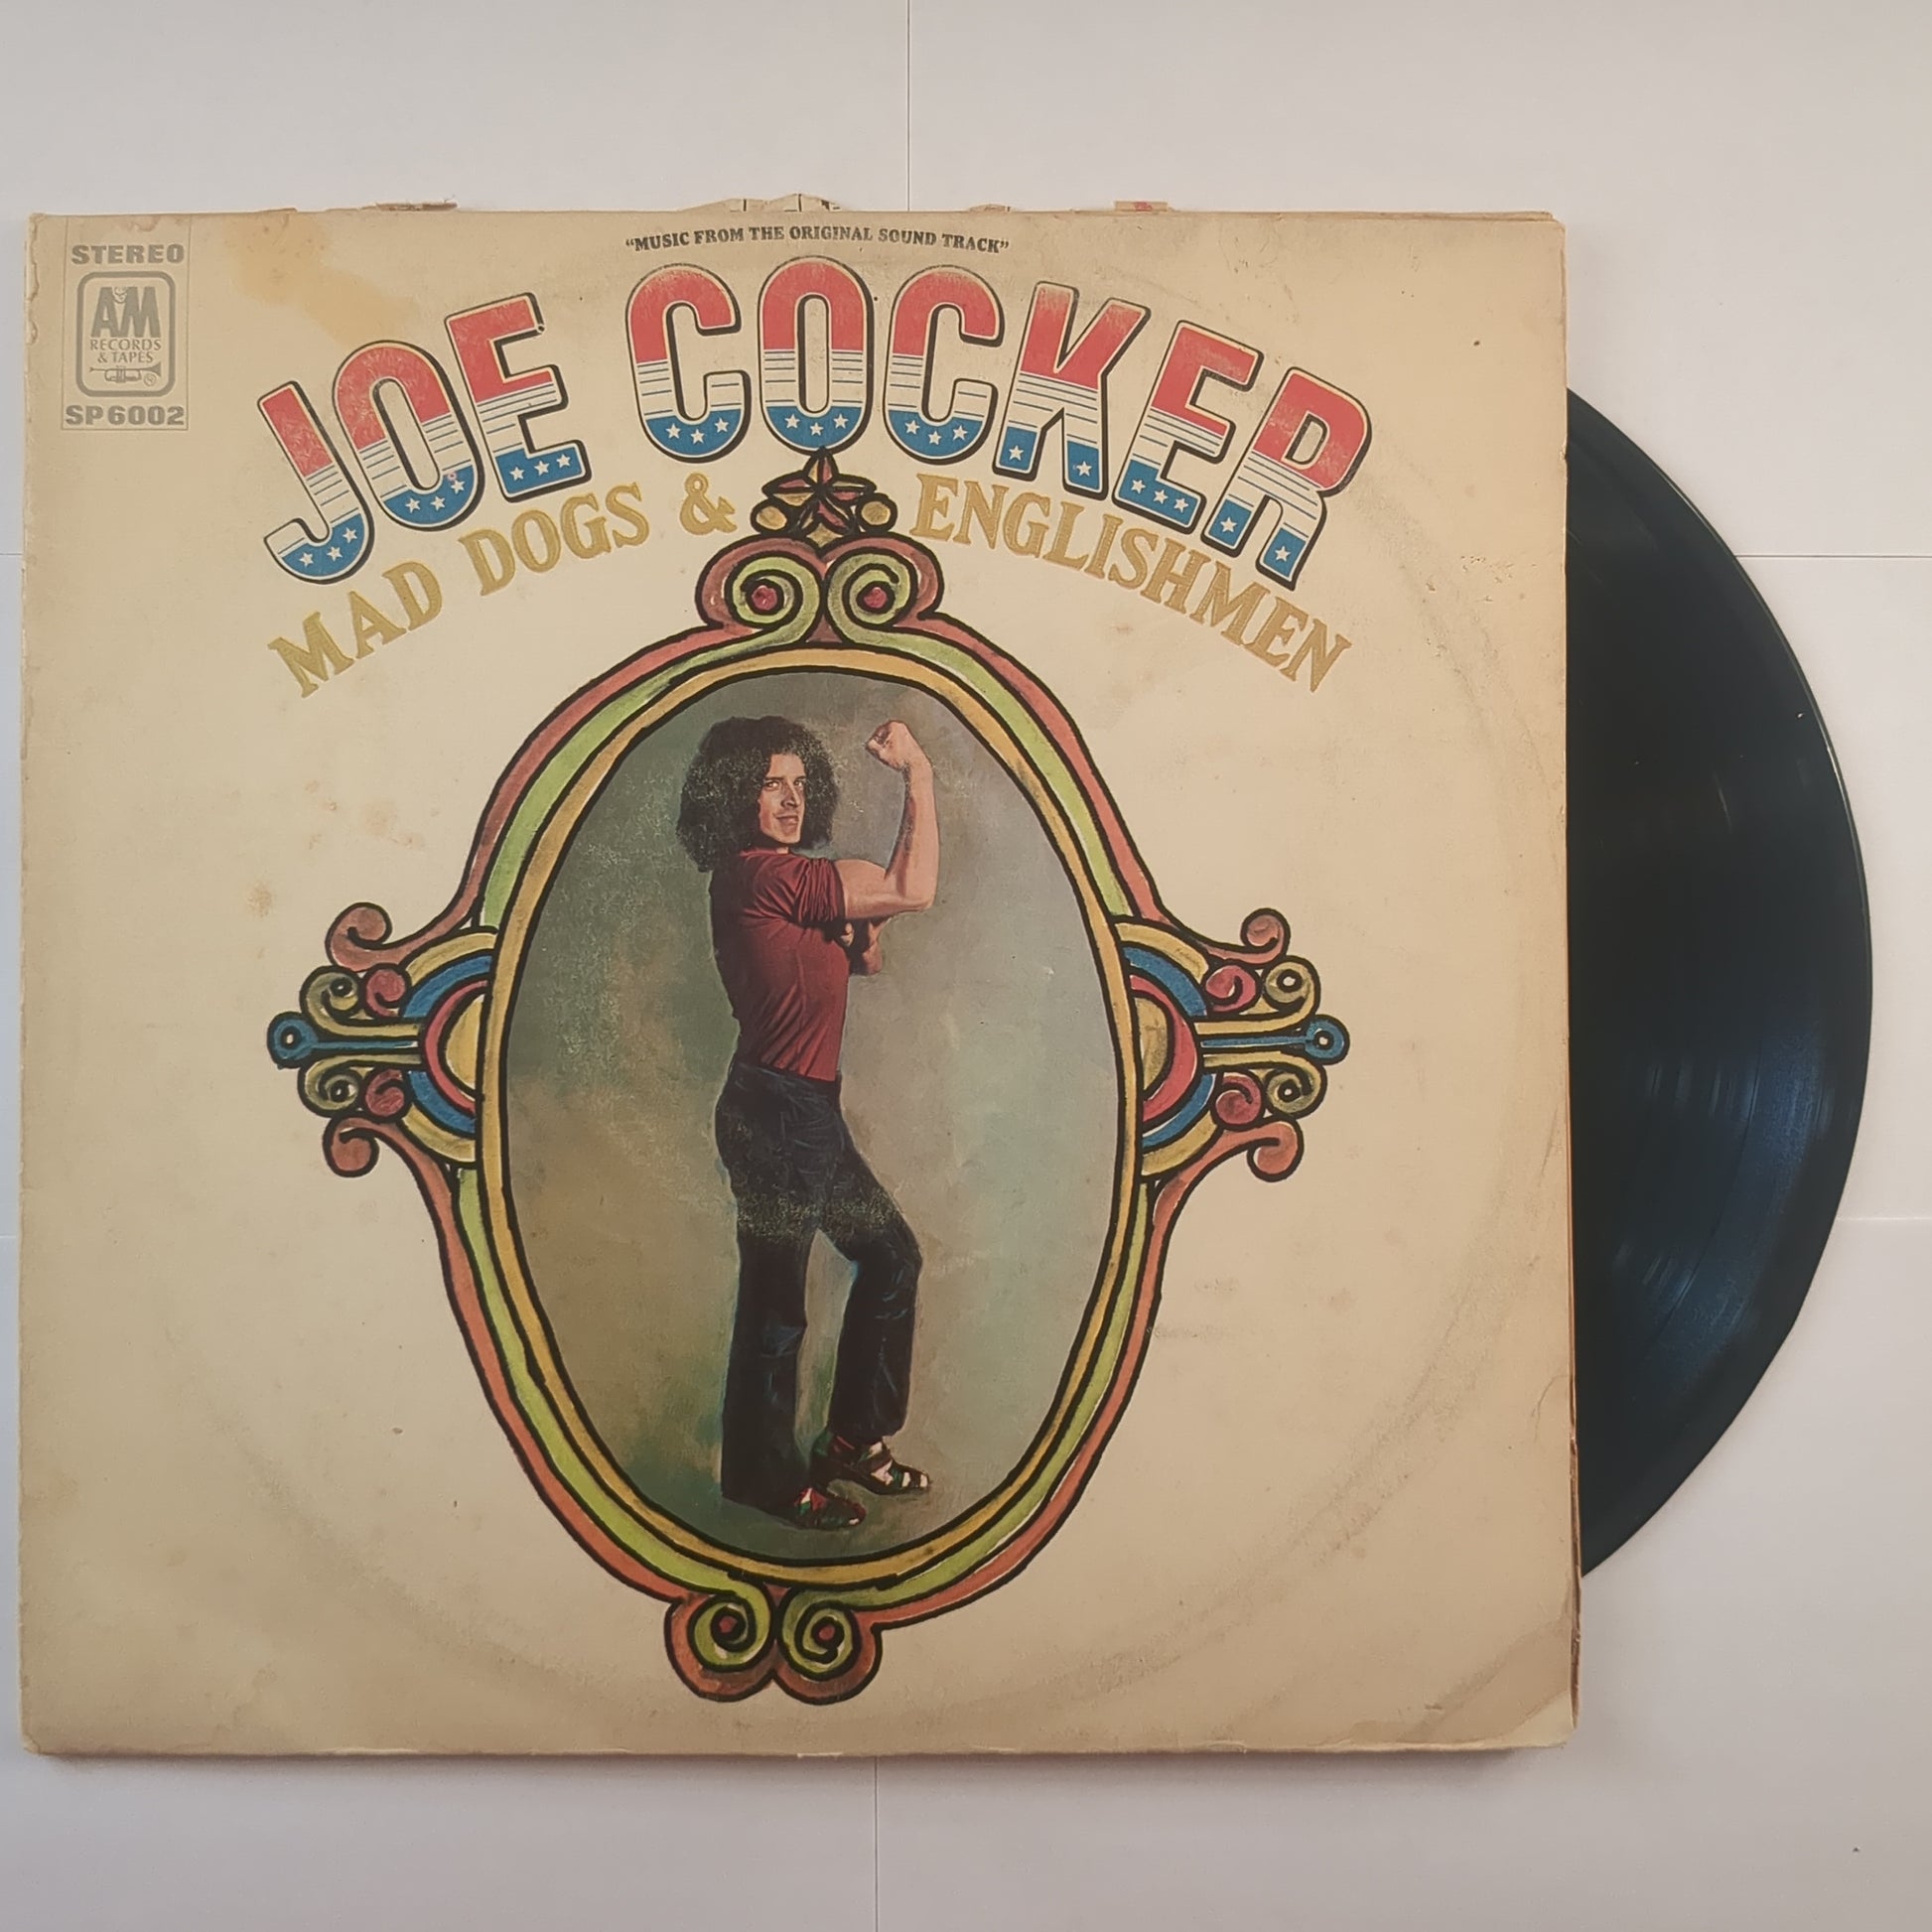 "MUSIC FROM THE ORIGINAL SOUND TRACK"
STEREO
A&M
RECORDS
& TAPES
SP 6002
JOE COCKER
MAD DOGS & ENGLISHMEN